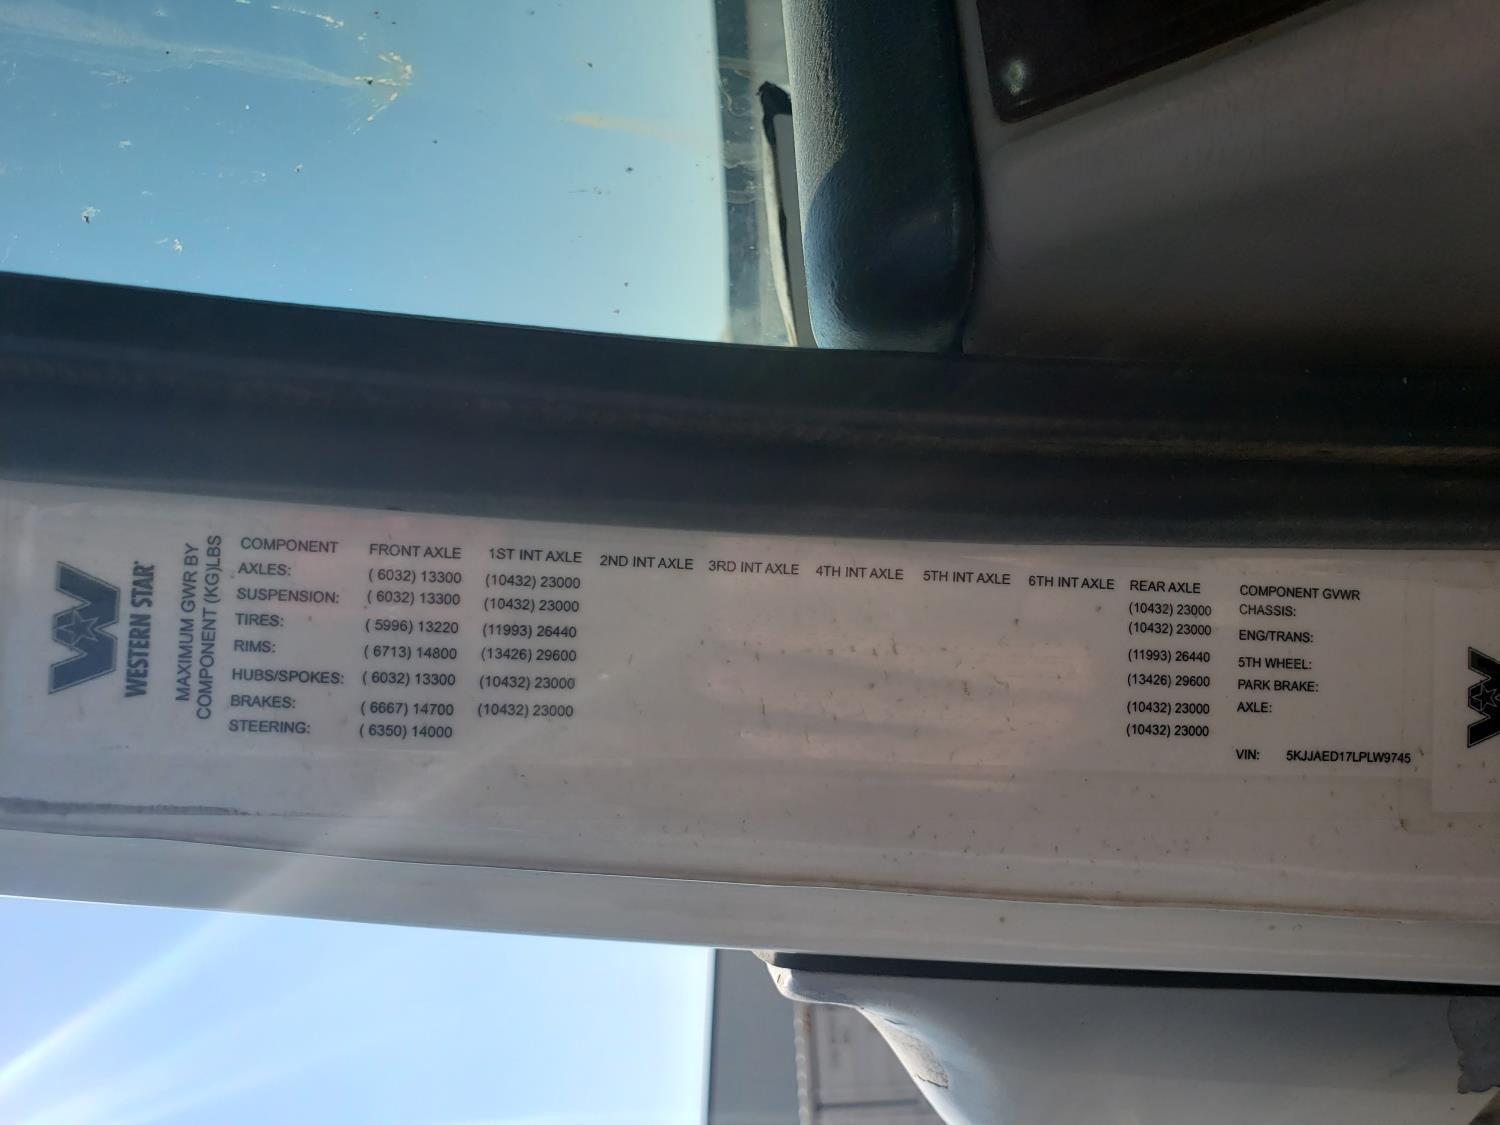 WESTERN STAR
MAXIMUM GWR BY
COMPONENT (KG)LBS
COMPONENT FRONT AXLE 1ST INT AXLE 2ND INT AXLE 3RD INT AXLE 4TH INT AXLE 5TH INT AXLE 6TH INT AXLE REAR AXLE COMPONENT GVWR
AXLES: ( 6032) 13300 (10432) 23000 (10432) 23000 CHASSIS:
SUSPENSION: ( 6032) 13300 (10432) 23000 (10432) 23000 ENG/TRANS:
TIRES: ( 5996) 13220 (11993) 26440 (11993) 26440 5TH WHEEL:
RIMS: ( 6713) 14800 (13426) 29600 (13426) 29600 PARK BRAKE:
HUBS/SPOKES: ( 6032) 13300 (10432) 23000 (10432) 23000 AXLE:
BRAKES: ( 6667) 14700 (10432) 23000 (10432) 23000
STEERING: ( 6350) 14000
VIN: 5KJJAED17LPLW9745